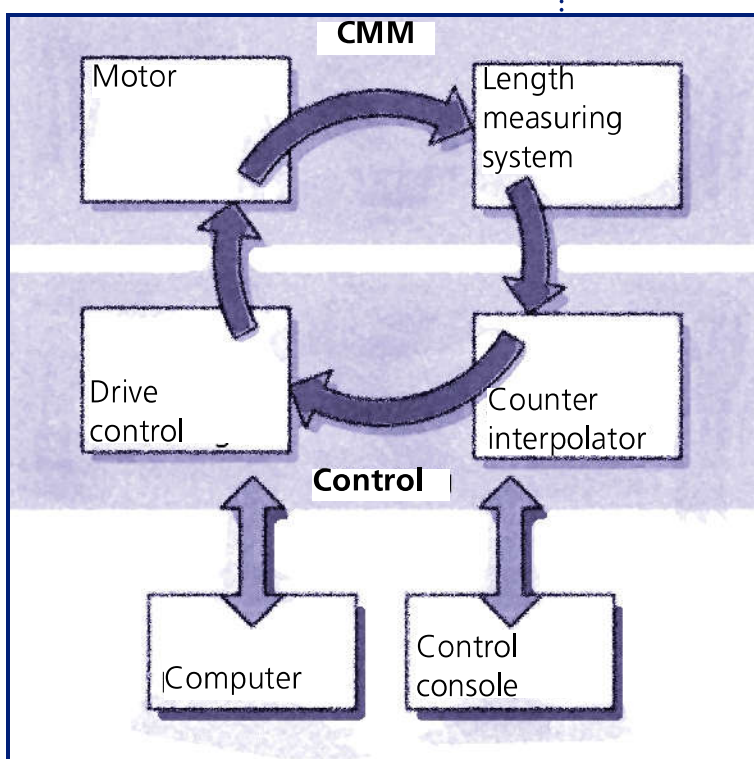 CMM
Motor
Length
measuring
system
Drive
control
Counter
interpolator
Control
Computer
Control
console